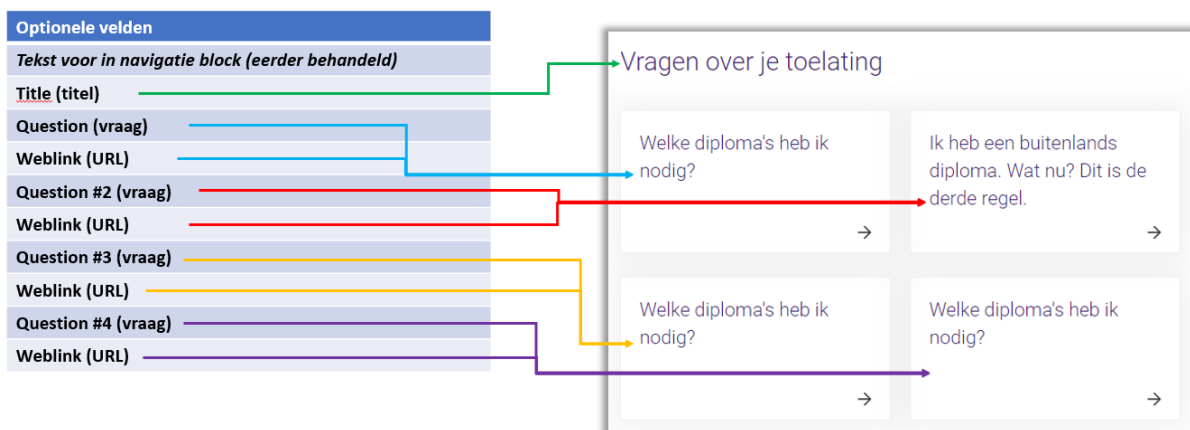 Optionele velden
Tekst voor in navigatie block (eerder behandeld)
Title (titel)
Question (vraag)
Weblink (URL)
Question #2 (vraag)
Weblink (URL)
Question #3 (vraag)
Weblink (URL)
Question #4 (vraag)
Weblink (URL)
Vragen over je toelating
Welke diploma's heb ik
nodig?
Ik heb een buitenlands
diploma. Wat nu? Dit is de
derde regel.
Welke diploma's heb ik
nodig?
Welke diploma's heb ik
nodig?